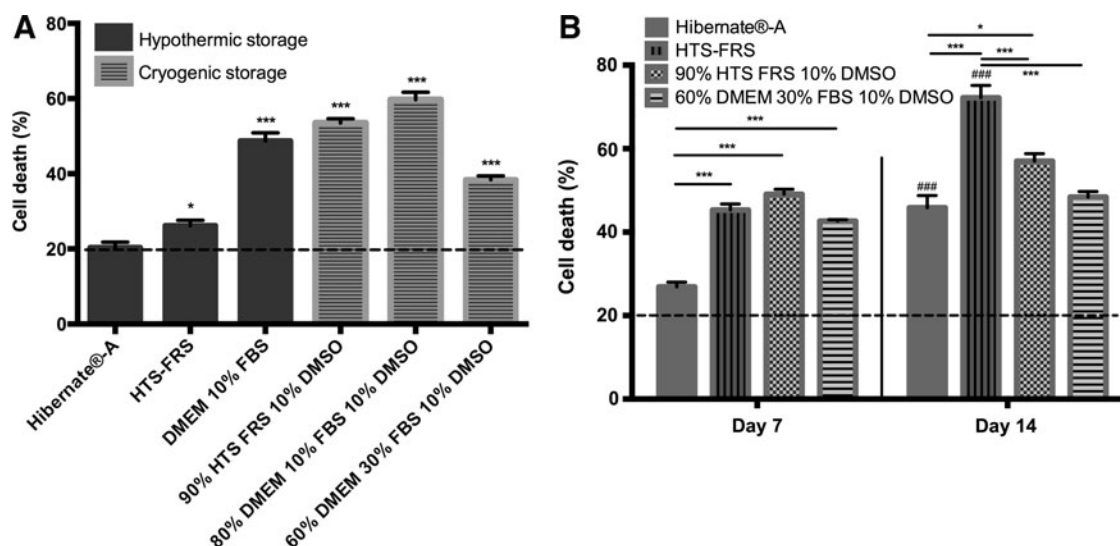 A
Cell death (%)
80
60
40
20
0
Hypothermic storage
Cryogenic storage
*
***
***
***
***
Hibernate®-A
HTS-FRS
DMEM 10% FBS
90% HTS FRS 10% DMSO
80% DMEM 10% FBS 10% DMSO
60% DMEM 30% FBS 10% DMSO
B
Hibernate®-A
HTS-FRS
90% HTS FRS 10% DMSO
60% DMEM 30% FBS 10% DMSO
Cell death (%)
80
60
40
20
0
***
***
***
*
*** ***
### ***
###
Day 7 Day 14